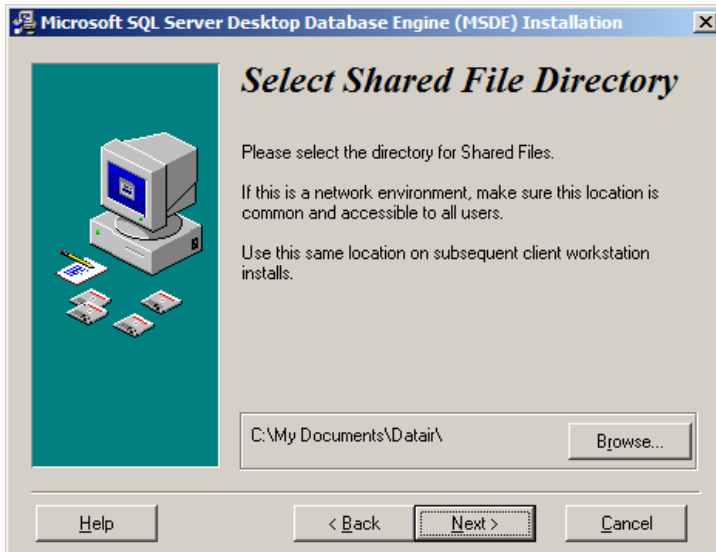 Microsoft SQL Server Desktop Database Engine (MSDE) Installation
Select Shared File Directory
Please select the directory for Shared Files.
If this is a network environment, make sure this location is
common and accessible to all users.
Use this same location on subsequent client workstation
installs.
C:\My Documents\Datair\
Browse...
Help
< Back
Next >
Cancel